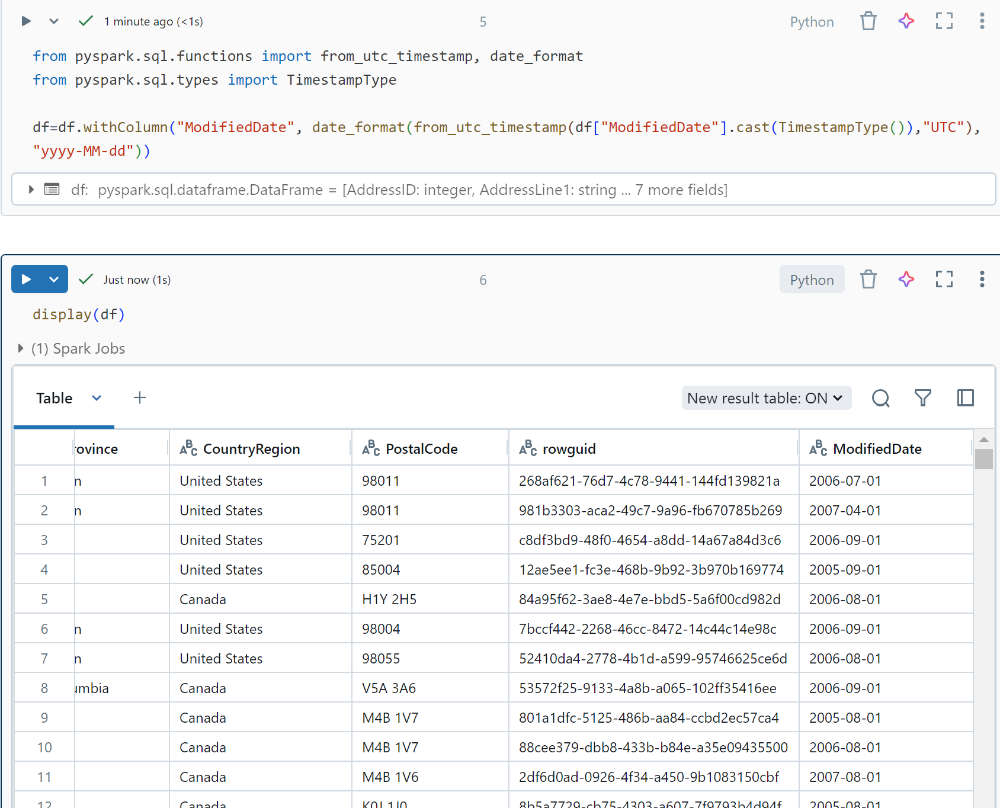 1 minute ago (<1s)
5
Python
from pyspark.sql.functions import from_utc_timestamp, date_format
from pyspark.sql.types import TimestampType
df=df.withColumn("ModifiedDate", date_format(from_utc_timestamp(df["ModifiedDate"].cast(TimestampType()),"UTC"),
"yyyy-MM-dd"))
df: pyspark.sql.dataframe.DataFrame = [AddressID: integer, AddressLine1: string ... 7 more fields]
Just now (1s)
6
Python
display(df)
(1) Spark Jobs
Table
New result table: ON
rovince CountryRegion PostalCode rowguid ModifiedDate
1 n United States 98011 268af621-76d7-4c78-9441-144fd139821a 2006-07-01
2 n United States 98011 981b3303-aca2-49c7-9a96-fb670785b269 2007-04-01
3 United States 75201 c8df3bd9-48f0-4654-a8dd-14a67a84d3c6 2006-09-01
4 United States 85004 12ae5ee1-fc3e-468b-9b92-3b970b169774 2005-09-01
5 Canada H1Y 2H5 84a95f62-3ae8-4e7e-bbd5-5a6f00cd982d 2006-08-01
6 n United States 98004 7bccf442-2268-46cc-8472-14c44c14e98c 2006-09-01
7 n United States 98055 52410da4-2778-4b1d-a599-95746625ce6d 2006-08-01
8 umbia Canada V5A 3A6 53572f25-9133-4a8b-a065-102ff35416ee 2006-09-01
9 Canada M4B 1V7 801a1dfc-5125-486b-aa84-ccbd2ec57ca4 2005-08-01
10 Canada M4B 1V7 88cee379-dbb8-433b-b84e-a35e09435500 2006-08-01
11 Canada M4B 1V6 2df6d0ad-0926-4f34-a450-9b1083150cbf 2007-08-01
12 Canada K0J 1J0 8b5a7729-cb75-4303-a607-7f9793b4d94f 2005-08-01